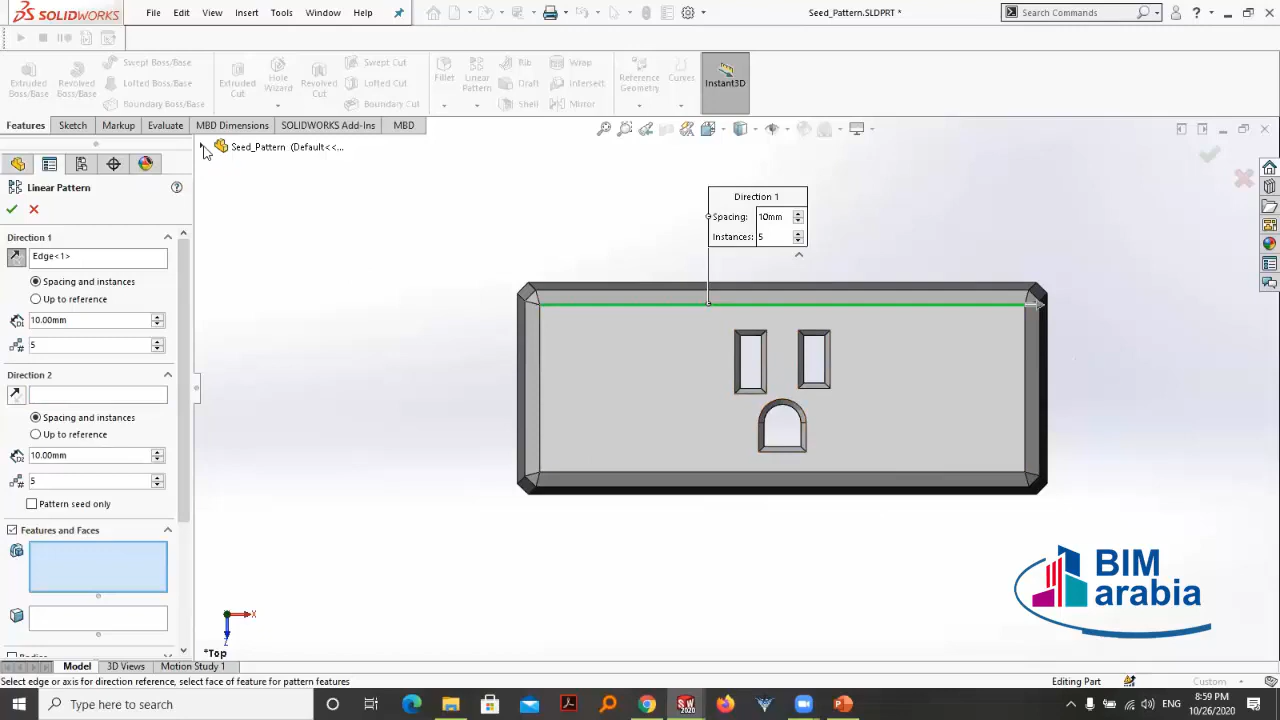 SOLIDWORKS
File Edit View Insert Tools Window Help
Seed_Pattern.SLDPRT *
Search Commands
Extruded Boss/Base
Revolved Boss/Base
Swept Boss/Base
Lofted Boss/Base
Boundary Boss/Base
Extruded Cut
Hole Wizard
Revolved Cut
Swept Cut
Lofted Cut
Boundary Cut
Fillet
Linear Pattern
Rib
Draft
Shell
Wrap
Intersect
Mirror
Reference Geometry
Curves
Instant3D
Features Sketch Markup Evaluate MBD Dimensions SOLIDWORKS Add-Ins MBD
Seed_Pattern (Default<<...
Linear Pattern
Direction 1
Edge<1>
Spacing and instances
Up to reference
10.00mm
5
Direction 2
Spacing and instances
Up to reference
10.00mm
5
Pattern seed only
Features and Faces
Direction 1
Spacing: 10mm
Instances: 5
X
Z
*Top
BIM
arabia
Model 3D Views Motion Study 1
Select edge or axis for direction reference, select face of feature for pattern features
Editing Part
Custom
Type here to search
ENG
8:59 PM
10/26/2020